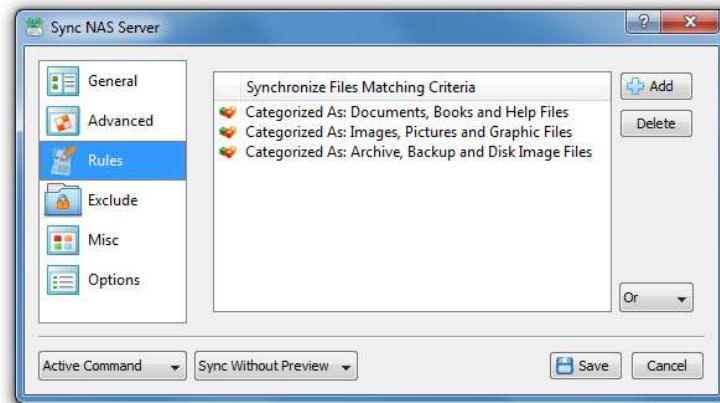 Sync NAS Server
?
General
Advanced
Rules
Exclude
Misc
Options
Synchronize Files Matching Criteria
Categorized As: Documents, Books and Help Files
Categorized As: Images, Pictures and Graphic Files
Categorized As: Archive, Backup and Disk Image Files
Add
Delete
Or
Active Command
Sync Without Preview
Save
Cancel